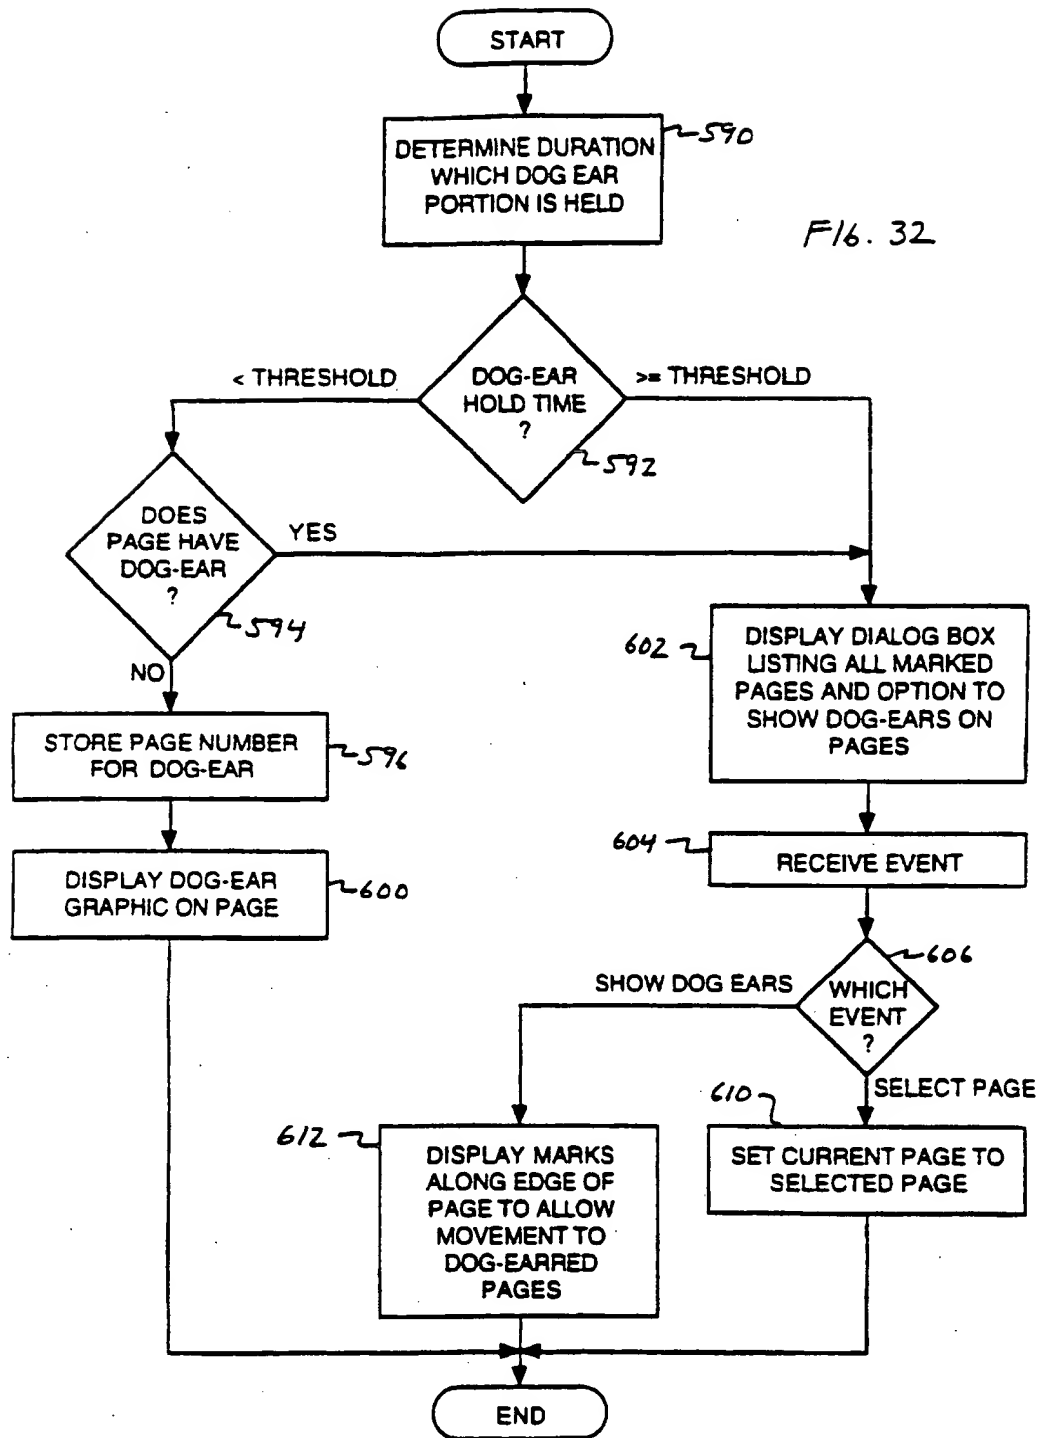 START
DETERMINE DURATION
WHICH DOG EAR
PORTION IS HELD
590
FIG. 32
< THRESHOLD
DOG-EAR
HOLD TIME
?
>= THRESHOLD
592
DOES
PAGE HAVE
DOG-EAR
?
YES
594
NO
602
DISPLAY DIALOG BOX
LISTING ALL MARKED
PAGES AND OPTION TO
SHOW DOG-EARS ON
PAGES
STORE PAGE NUMBER
FOR DOG-EAR
596
604
RECEIVE EVENT
DISPLAY DOG-EAR
GRAPHIC ON PAGE
600
606
SHOW DOG EARS
WHICH
EVENT
?
SELECT PAGE
610
612
DISPLAY MARKS
ALONG EDGE OF
PAGE TO ALLOW
MOVEMENT TO
DOG-EARRED
PAGES
SET CURRENT PAGE TO
SELECTED PAGE
END